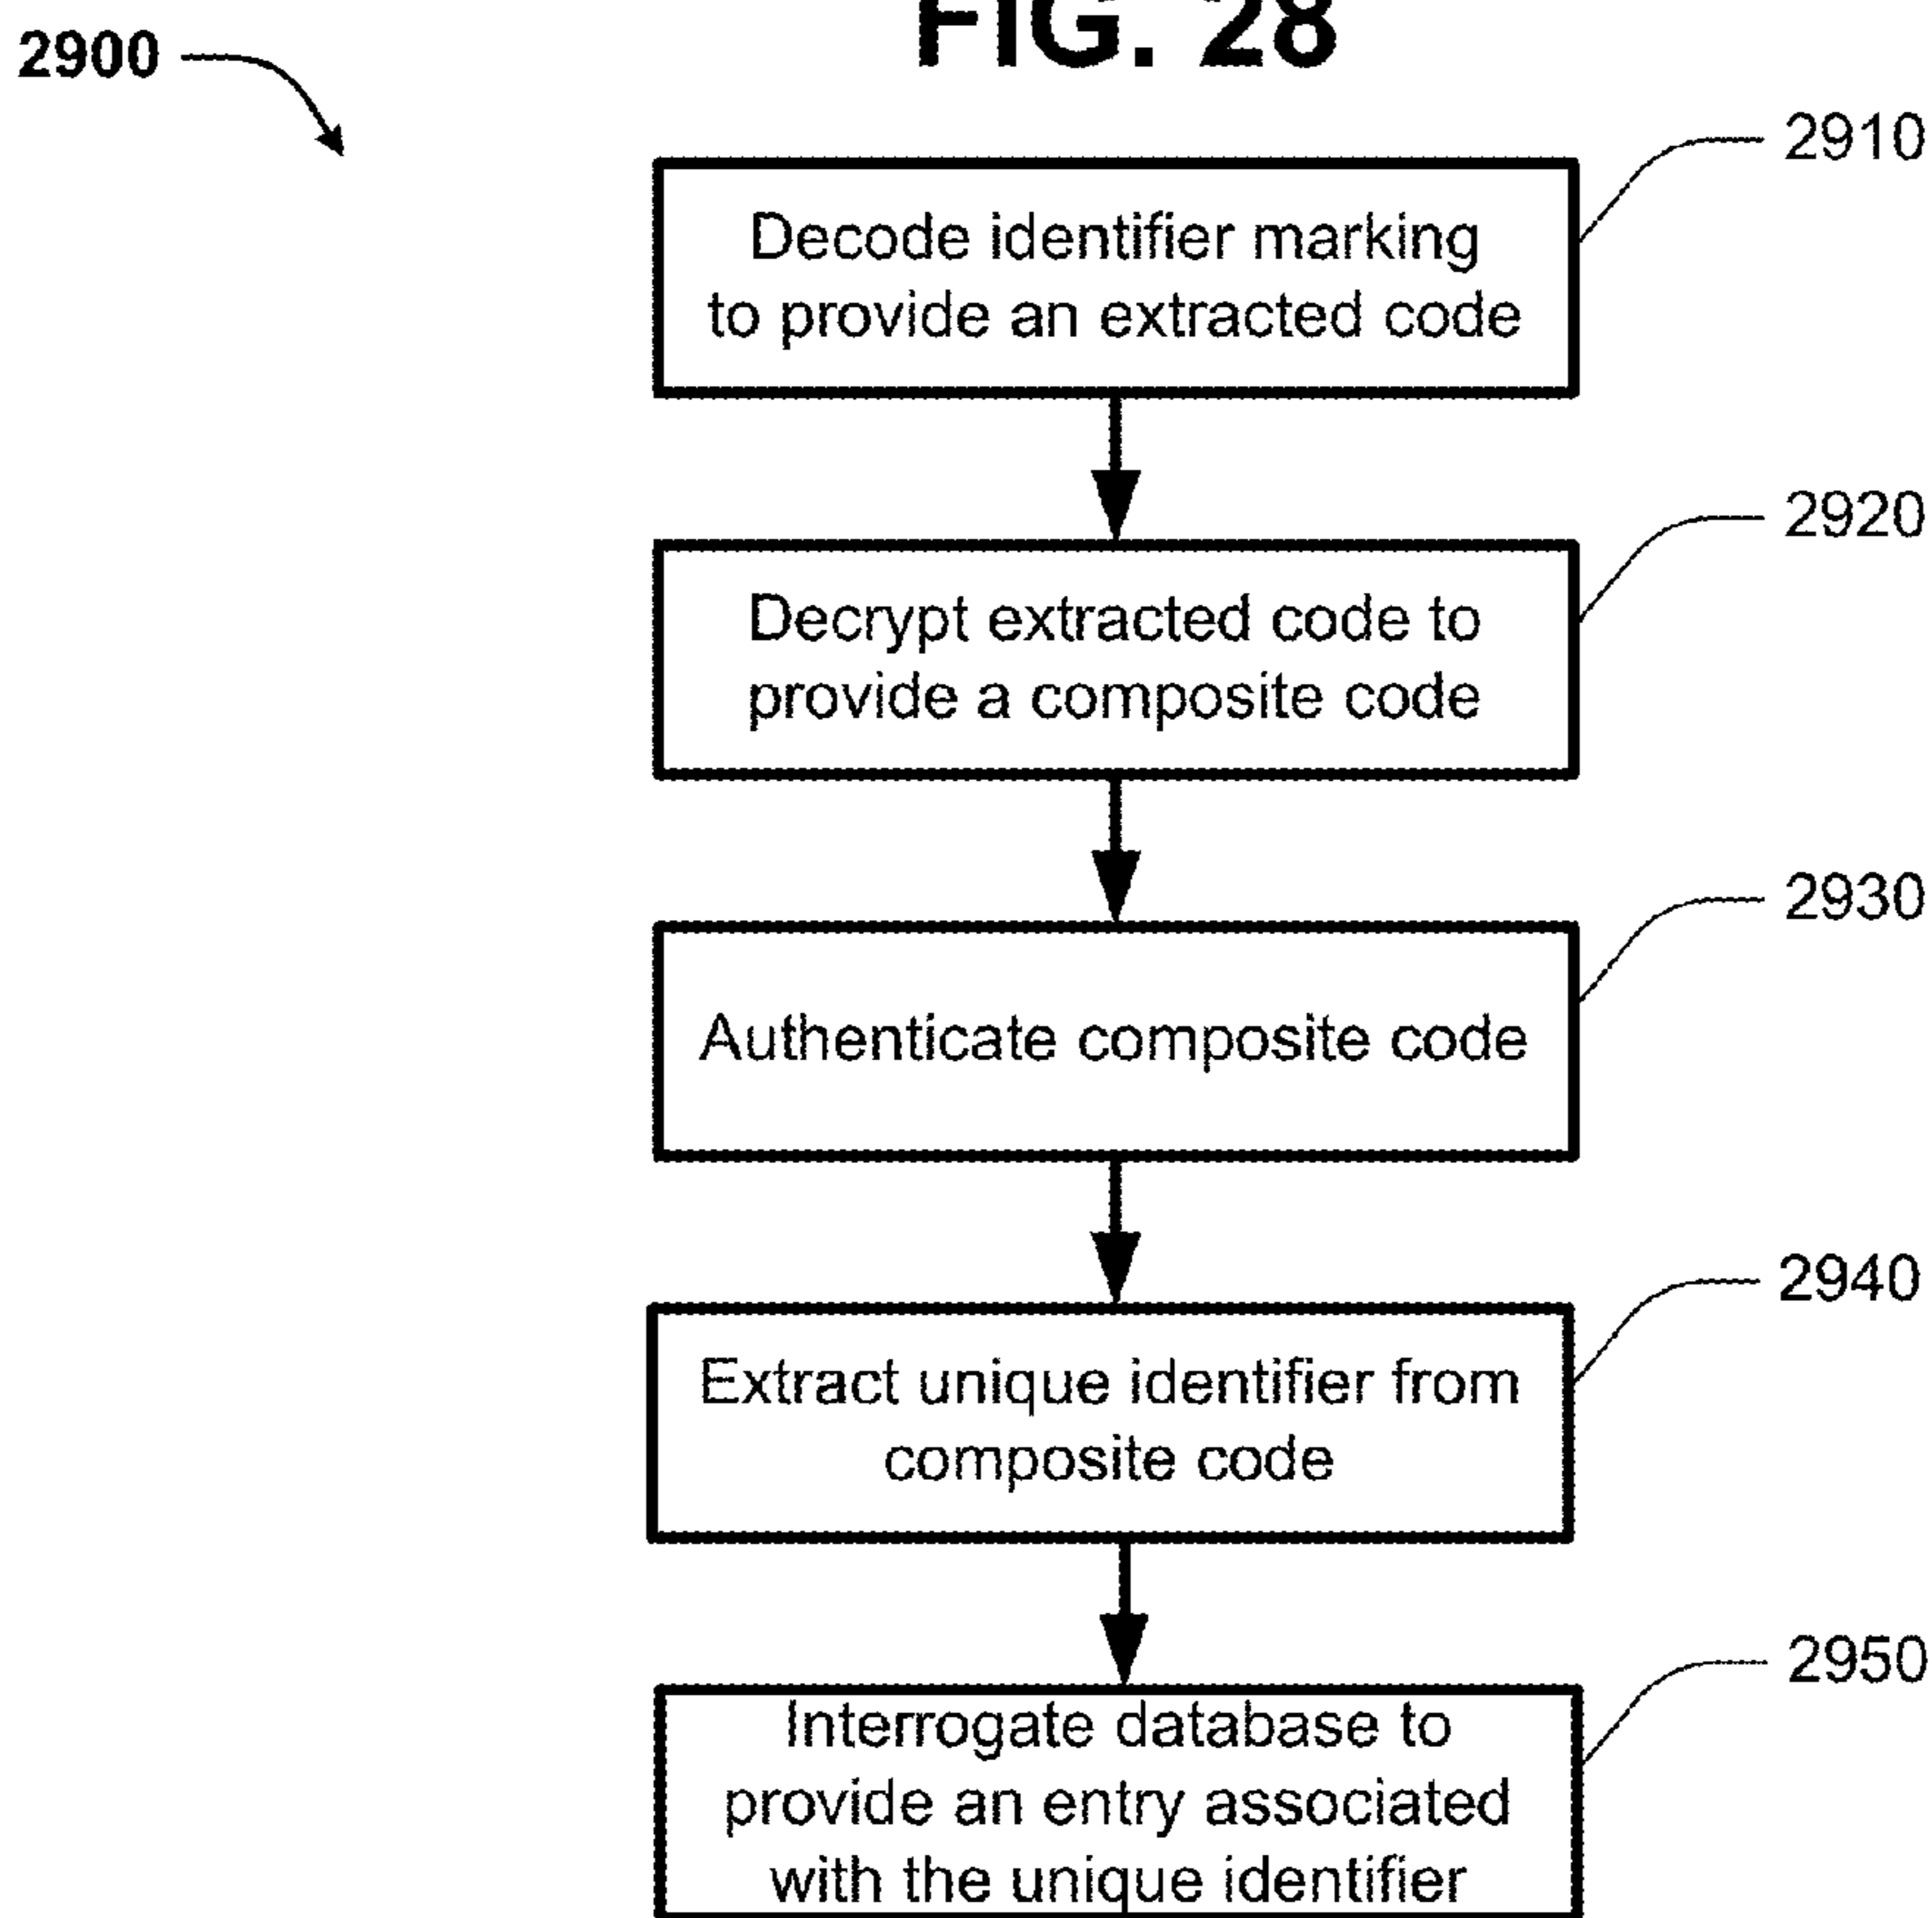 FIG. 28
2900
2910
Decode identifier marking
to provide an extracted code
2920
Decrypt extracted code to
provide a composite code
2930
Authenticate composite code
2940
Extract unique identifier from
composite code
2950
Interrogate database to
provide an entry associated
with the unique identifier